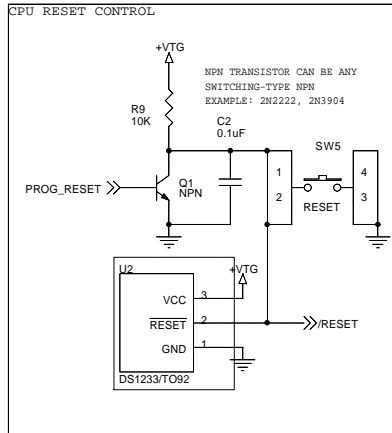 CPU RESET CONTROL
+VTG
NPN TRANSISTOR CAN BE ANY
SWITCHING-TYPE NPN
EXAMPLE: 2N2222, 2N3904
R9
10K
C2
0.1uF
SW5
1
2
4
3
RESET
PROG_RESET
Q1
NPN
U2
+VTG
VCC
3
RESET
2
/RESET
GND
1
DS1233/TO92